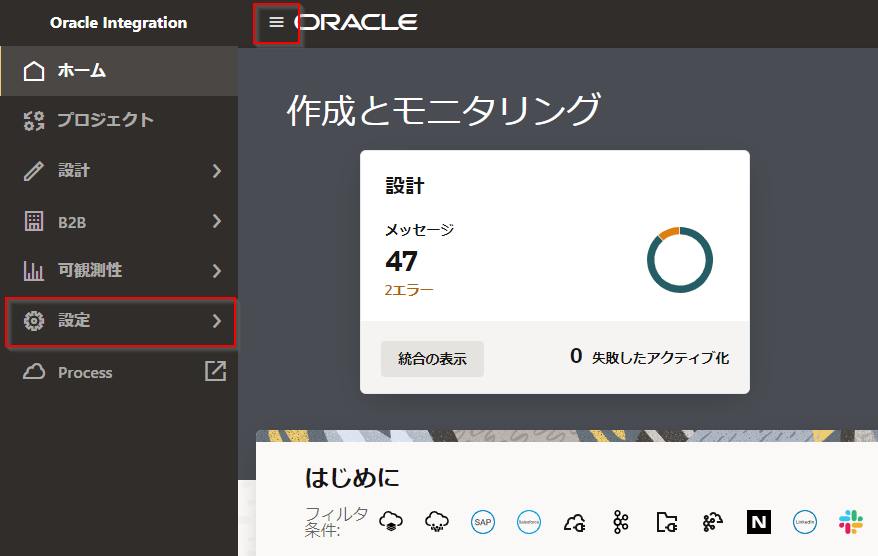 Oracle Integration
ORACLE
ホーム
プロジェクト
設計
B2B
可観測性
設定
Process
作成とモニタリング
設計
メッセージ
47
2エラー
統合の表示
0 失敗したアクティブ化
はじめに
フィルタ
条件:
SAP
Salesforce
N
LinkedIn